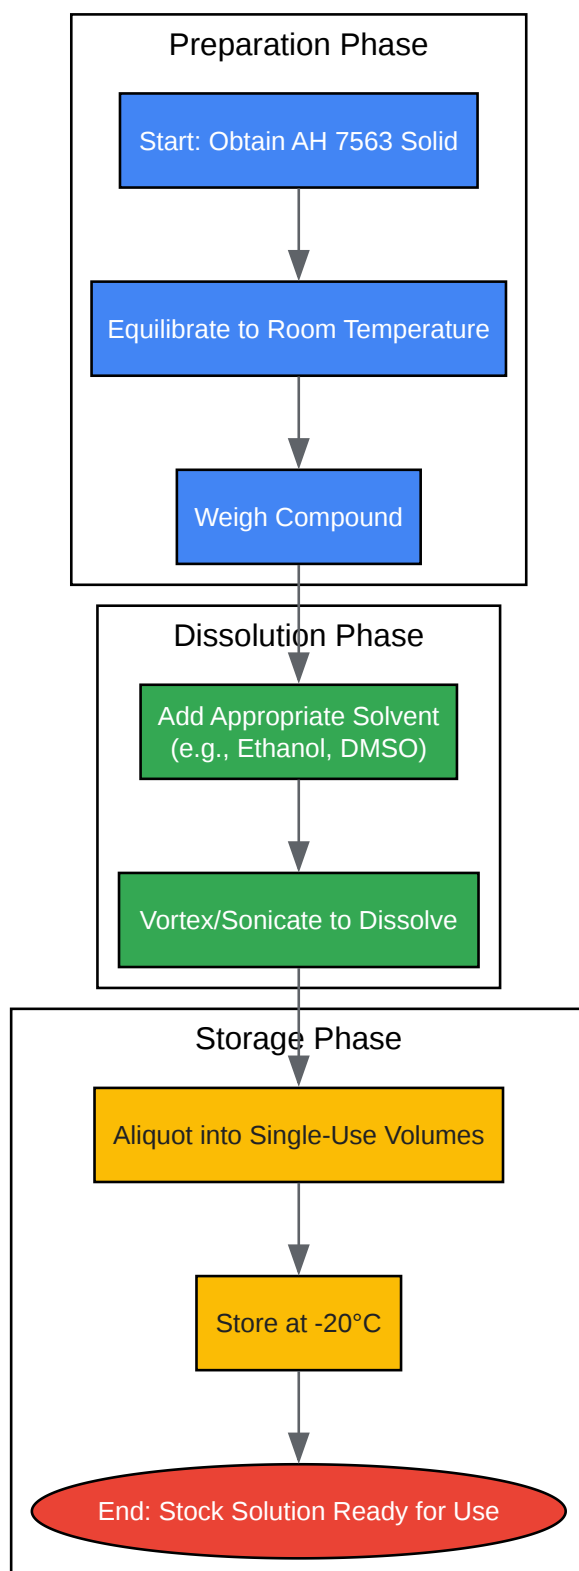 Preparation Phase
Start: Obtain AH 7563 Solid
Equilibrate to Room Temperature
Weigh Compound
Dissolution Phase
Add Appropriate Solvent
(e.g., Ethanol, DMSO)
Vortex/Sonicate to Dissolve
Storage Phase
Aliquot into Single-Use Volumes
Store at -20°C
End: Stock Solution Ready for Use